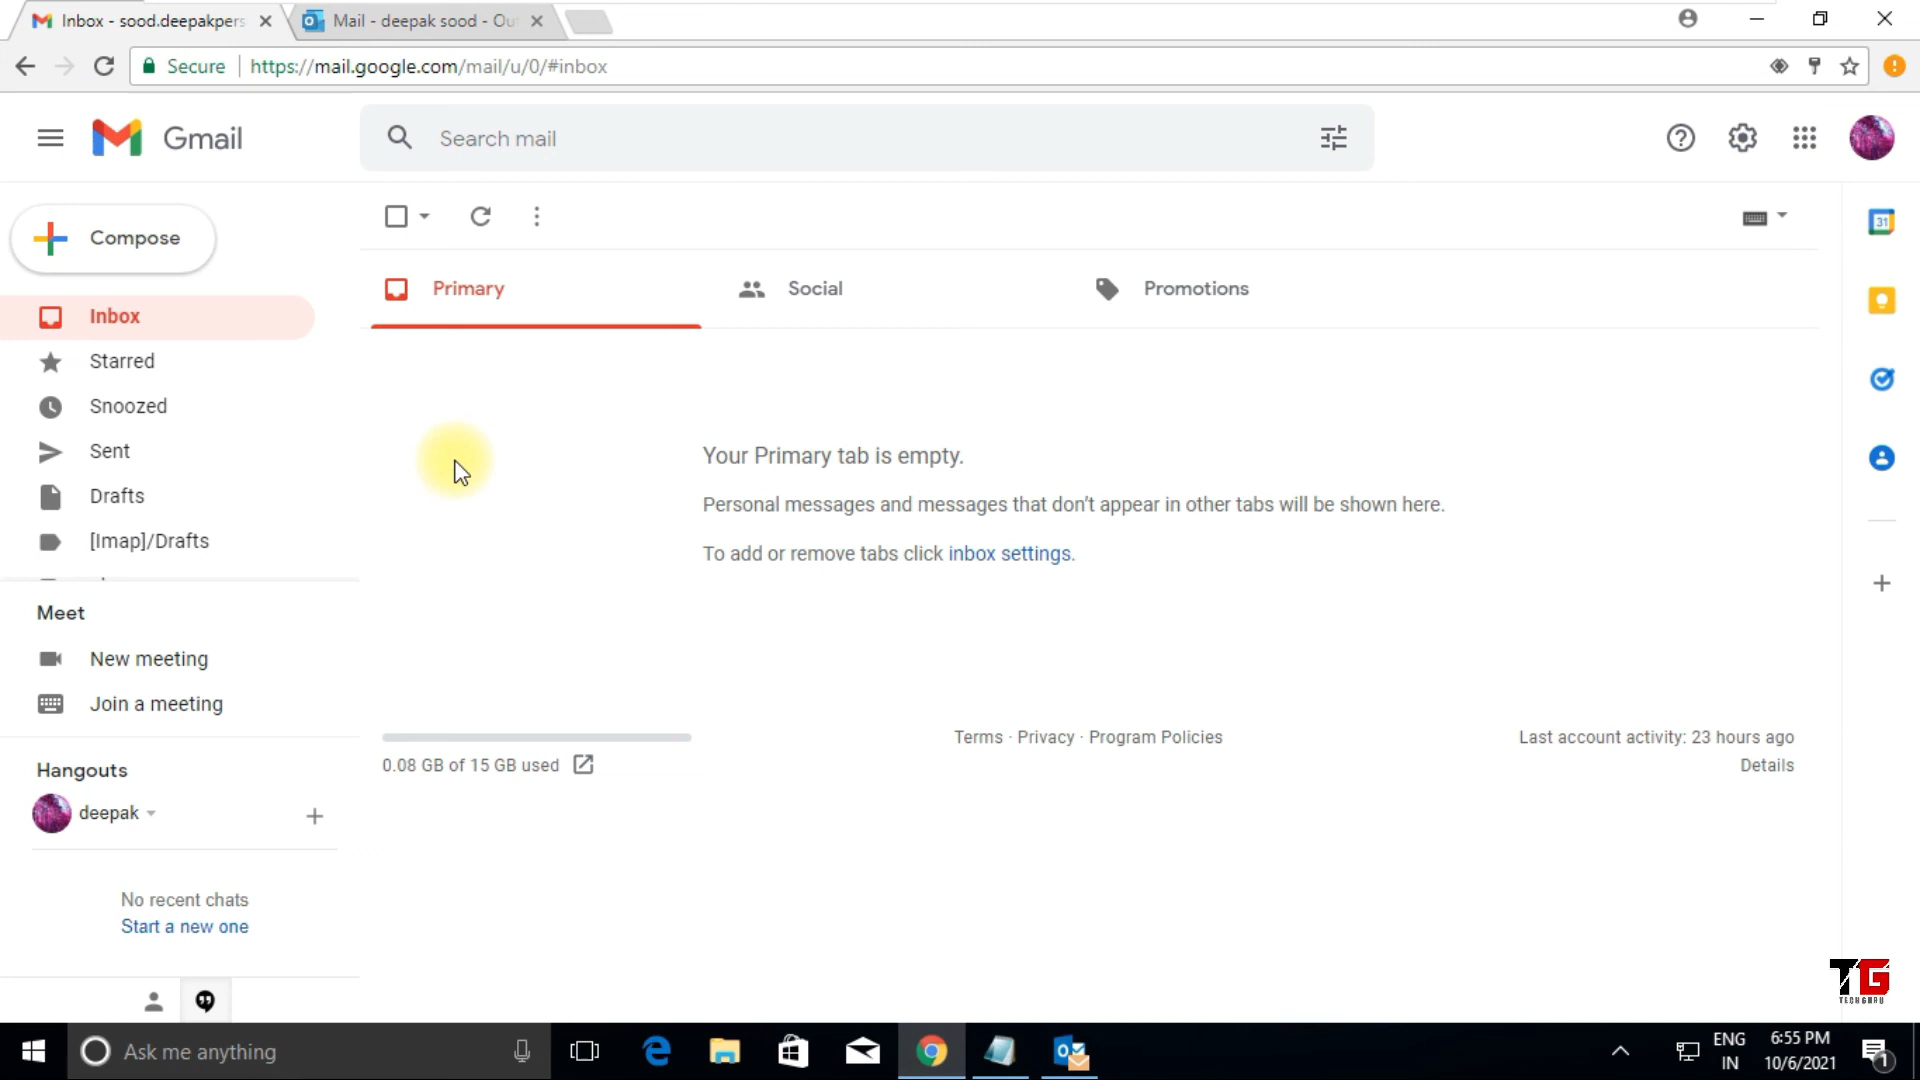 Inbox - sood.deepakpers
Mail - deepak sood - Ou
Secure
https://mail.google.com/mail/u/0/#inbox
Gmail
Search mail
31
Compose
Primary
Social
Promotions
Inbox
Starred
Snoozed
Sent
Drafts
[Imap]/Drafts
Your Primary tab is empty.
Personal messages and messages that don't appear in other tabs will be shown here.
To add or remove tabs click inbox settings.
Meet
New meeting
Join a meeting
0.08 GB of 15 GB used
Terms · Privacy · Program Policies
Last account activity: 23 hours ago
Details
Hangouts
deepak
No recent chats
Start a new one
TG
TECH GURU
Ask me anything
ENG
IN
6:55 PM
10/6/2021
1